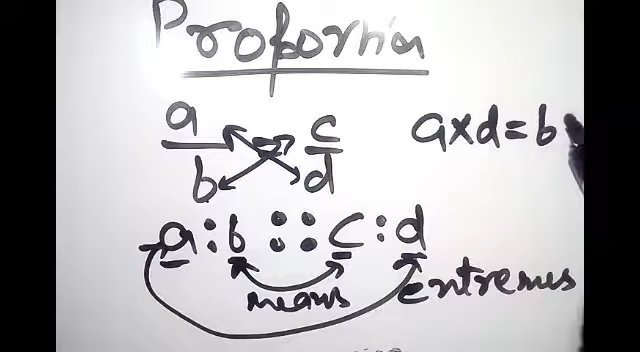 Proportion
a/b = c/d
a×d=b
a:b::c:d
means
extremes